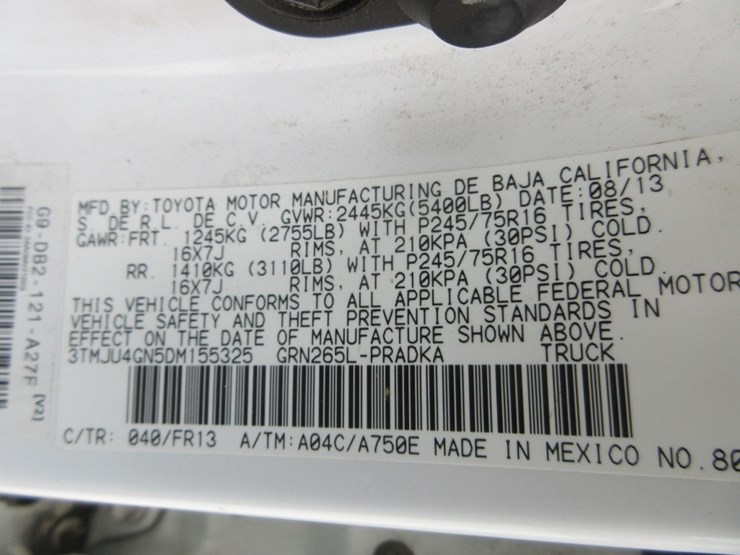 MFD BY:TOYOTA MOTOR MANUFACTURING DE BAJA CALIFORNIA,
S. DE R.L. DE C.V. GVWR:2445KG(5400LB) DATE:08/13
GAWR:FRT. 1245KG (2755LB) WITH P245/75R16 TIRES,
16X7J RIMS, AT 210KPA (30PSI) COLD.
RR. 1410KG (3110LB) WITH P245/75R16 TIRES,
16X7J RIMS, AT 210KPA (30PSI) COLD.
THIS VEHICLE CONFORMS TO ALL APPLICABLE FEDERAL MOTOR
VEHICLE SAFETY AND THEFT PREVENTION STANDARDS IN
EFFECT ON THE DATE OF MANUFACTURE SHOWN ABOVE.
3TMJU4GN5DM155325 GRN265L-PRADKA TRUCK
C/TR: 040/FR13 A/TM:A04C/A750E MADE IN MEXICO NO.80
G9-DB2-121-A27F [V2]